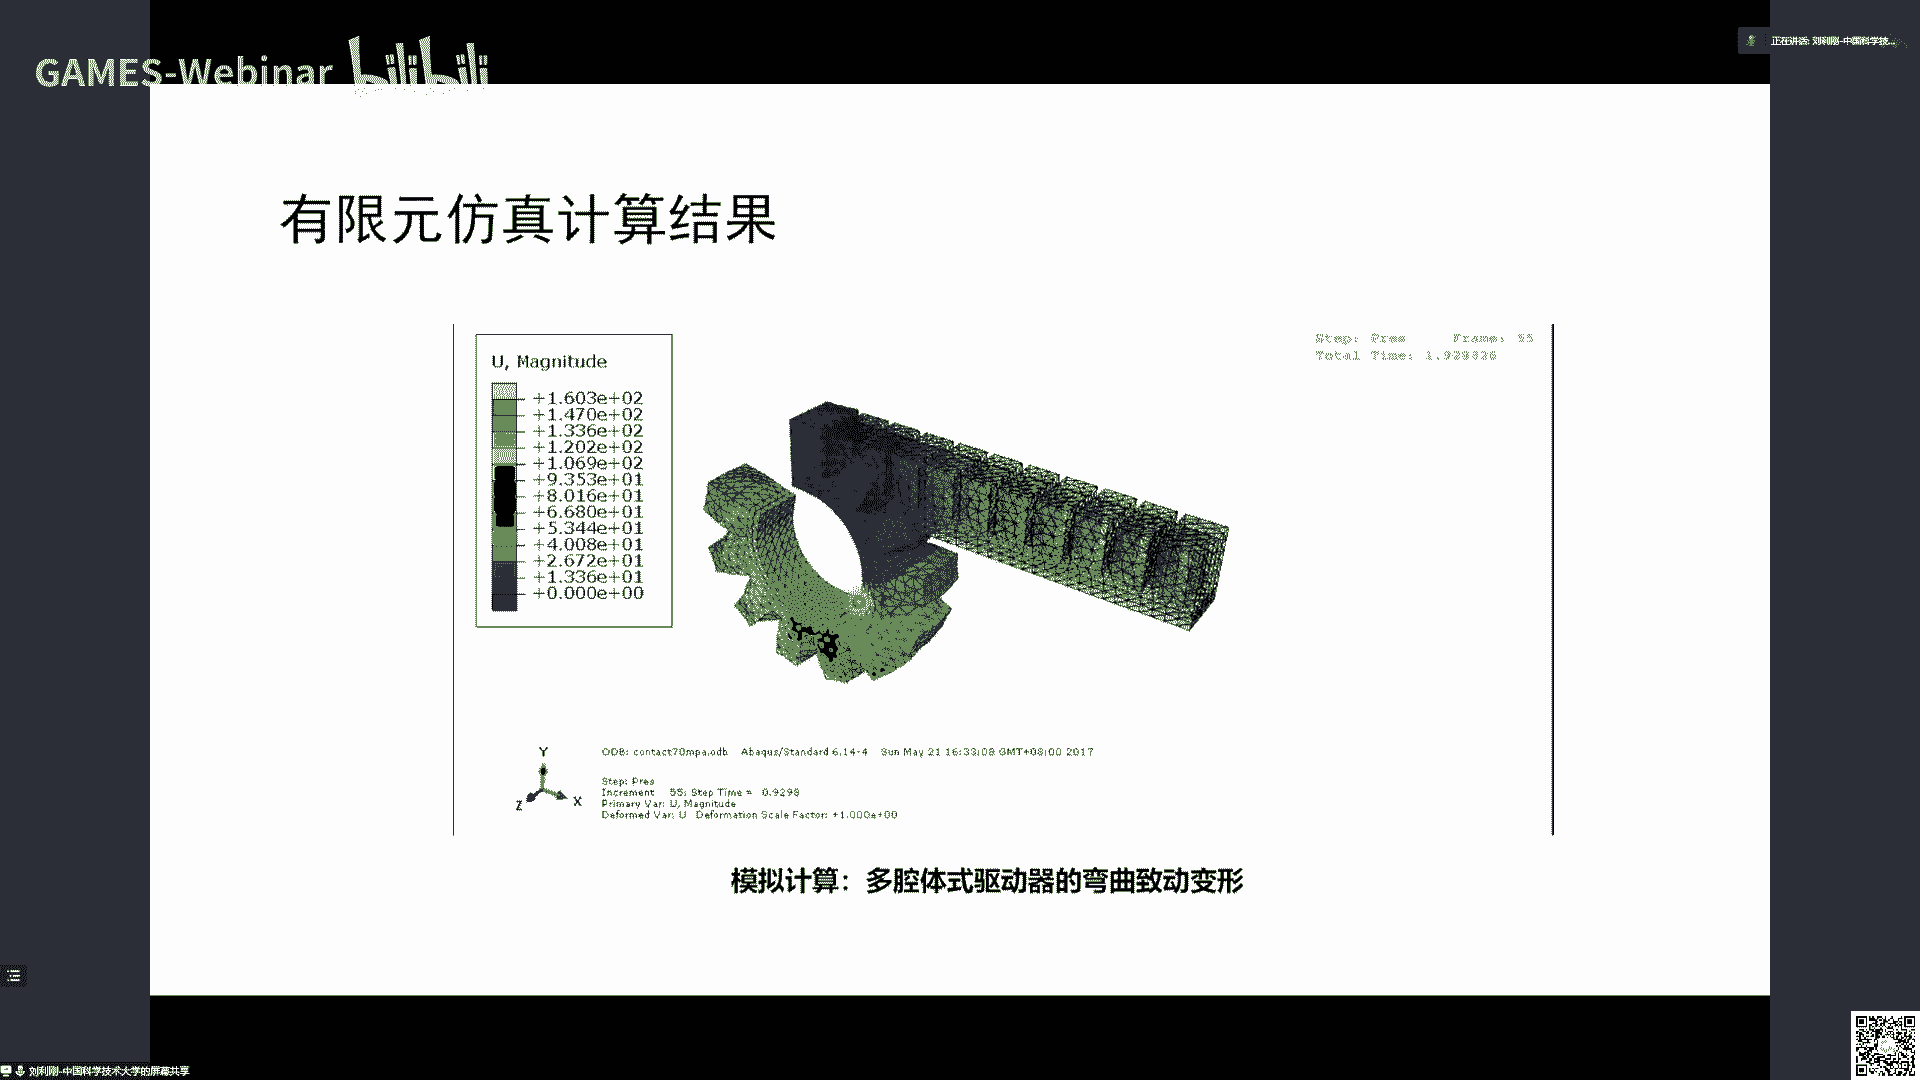 GAMES-Webinar bilibili
正在讲话: 刘利刚-中国科学技...
有限元仿真计算结果
U, Magnitude
+1.603e+02
+1.470e+02
+1.336e+02
+1.202e+02
+1.069e+02
+9.353e+01
+8.016e+01
+6.680e+01
+5.344e+01
+4.008e+01
+2.672e+01
+1.336e+01
+0.000e+00
Step: Pres Frame: 55
Total Time: 1.929836
Y
Z
X
ODB: contact70mpa.odb Abaqus/Standard 6.14-4 Sun May 21 16:33:08 GMT+08:00 2017
Step: Pres
Increment 55: Step Time = 0.9298
Primary Var: U, Magnitude
Deformed Var: U Deformation Scale Factor: +1.000e+00
模拟计算：多腔体式驱动器的弯曲致动变形
刘利刚-中国科学技术大学的屏幕共享